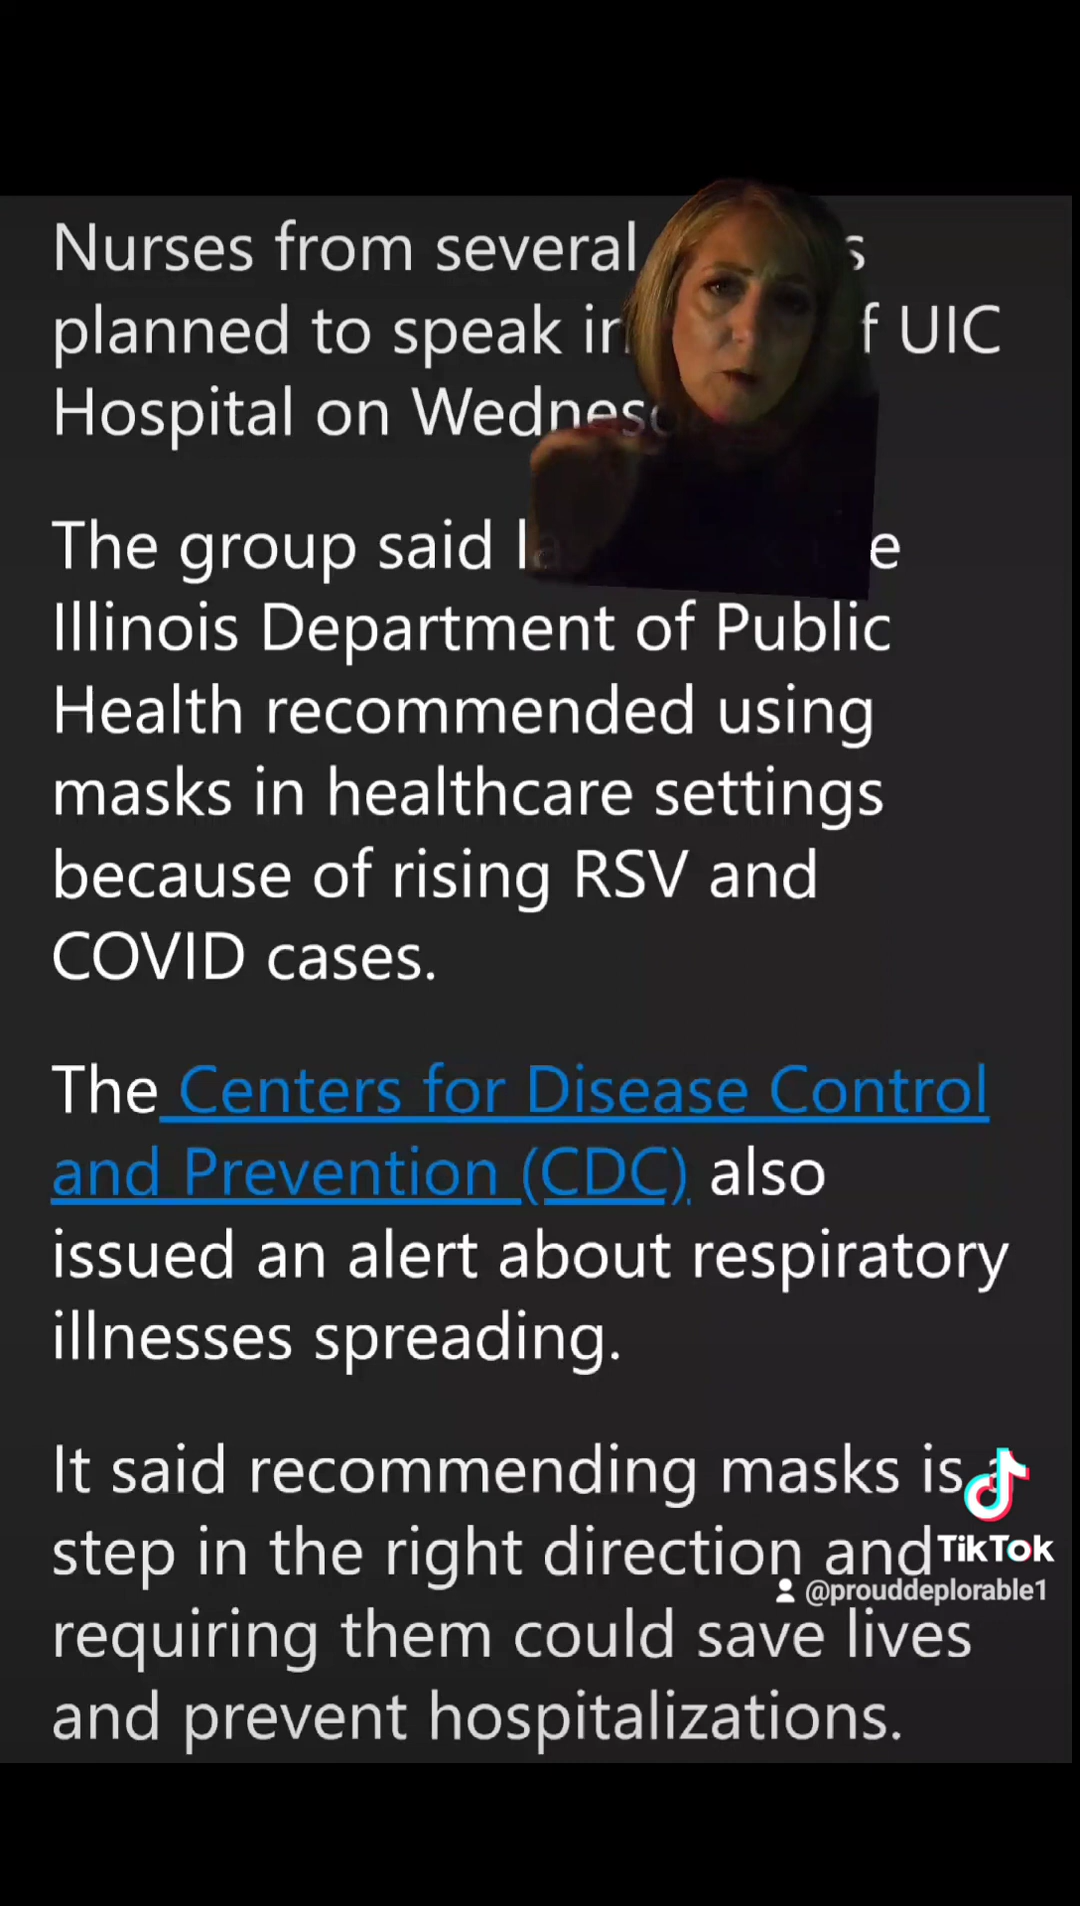 Nurses from several
planned to speak in UIC
Hospital on
The group said
Illinois Department of Public
Health recommended using
masks in healthcare settings
because of rising RSV and
COVID cases.
The Centers for Disease Control
and Prevention (CDC) also
issued an alert about respiratory
illnesses spreading.
It said recommending masks is
step in the right direction and
requiring them could save lives
and prevent hospitalizations.
TikTok
@prouddeplorable1